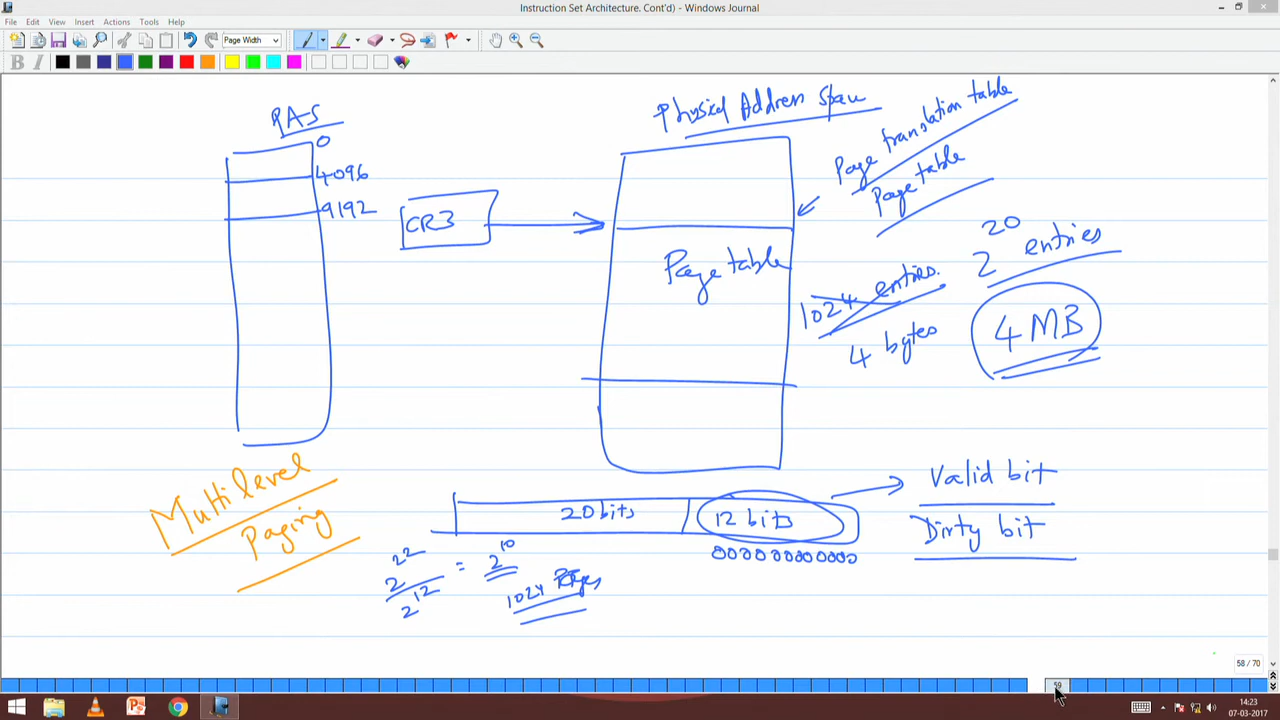 Instruction Set Architecture. Cont'd) - Windows Journal
File Edit View Insert Actions Tools Help
Page Width
B I
Physical Address Space
Page translation table
Page table
0
4096
9192
CR3
Page table
2^20 entries
1024 entries.
4 bytes
4 MB
Multilevel
Paging
20 bits
12 bits
Valid bit
Dirty bit
000000000000
2^22
2^12
= 2^10
1024 Pages
58 / 70
59
14:23
07-03-2017